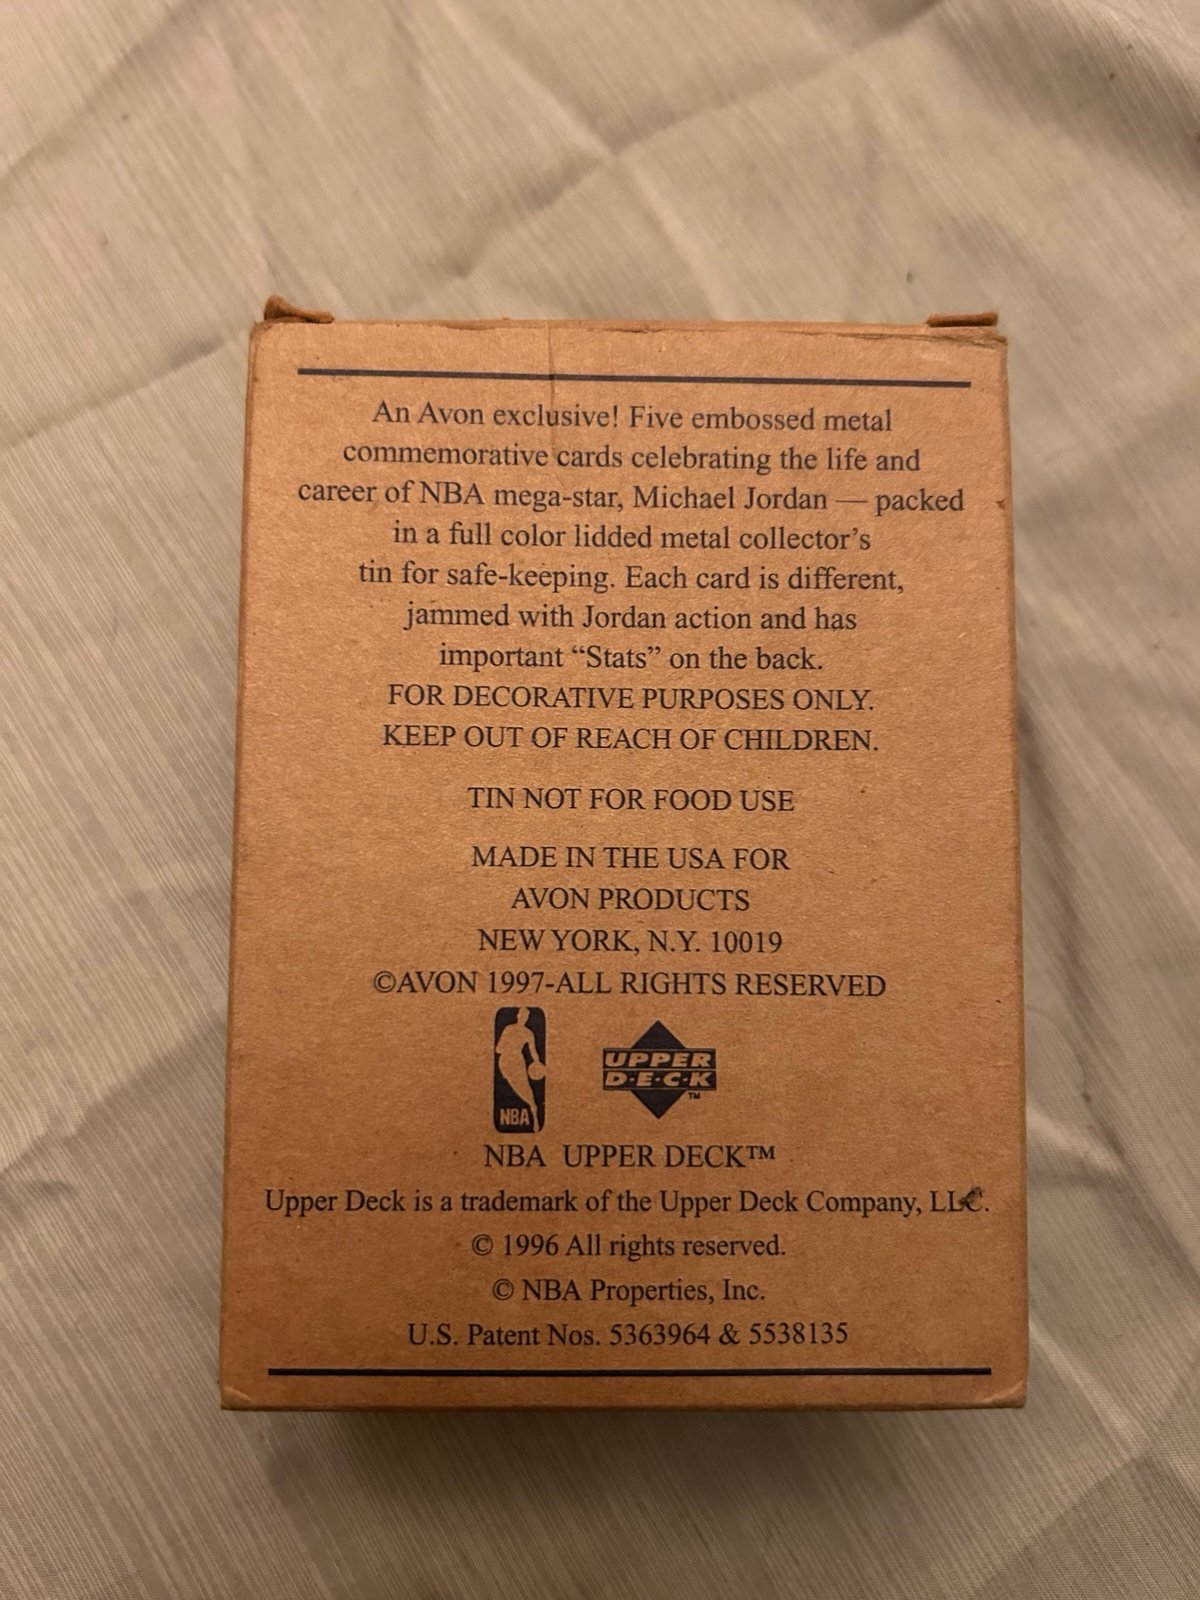 An Avon exclusive! Five embossed metal
commemorative cards celebrating the life and
career of NBA mega-star, Michael Jordan — packed
in a full color lidded metal collector's
tin for safe-keeping. Each card is different,
jammed with Jordan action and has
important “Stats” on the back.
FOR DECORATIVE PURPOSES ONLY.
KEEP OUT OF REACH OF CHILDREN.
TIN NOT FOR FOOD USE
MADE IN THE USA FOR
AVON PRODUCTS
NEW YORK, N.Y. 10019
©AVON 1997-ALL RIGHTS RESERVED
NBA
UPPER
D·E·C·K
™
NBA UPPER DECK™
Upper Deck is a trademark of the Upper Deck Company, LLC.
© 1996 All rights reserved.
© NBA Properties, Inc.
U.S. Patent Nos. 5363964 & 5538135